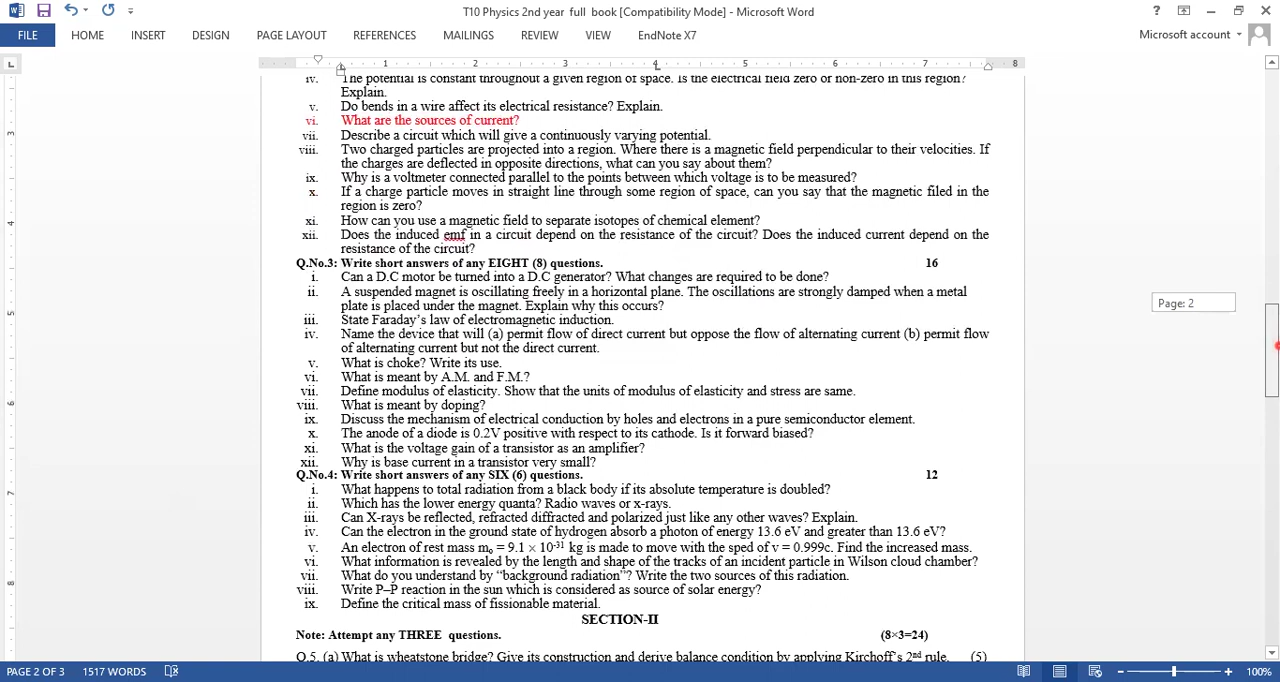 T10 Physics 2nd year full book [Compatibility Mode] - Microsoft Word
FILE HOME INSERT DESIGN PAGE LAYOUT REFERENCES MAILINGS REVIEW VIEW EndNote X7 Microsoft account
1 2 3 4 5 6 7 8
iv. The potential is constant throughout a given region of space. Is the electrical field zero or non-zero in this region?
Explain.
v. Do bends in a wire affect its electrical resistance? Explain.
vi. What are the sources of current?
vii. Describe a circuit which will give a continuously varying potential.
viii. Two charged particles are projected into a region. Where there is a magnetic field perpendicular to their velocities. If
the charges are deflected in opposite directions, what can you say about them?
ix. Why is a voltmeter connected parallel to the points between which voltage is to be measured?
x. If a charge particle moves in straight line through some region of space, can you say that the magnetic filed in the
region is zero?
xi. How can you use a magnetic field to separate isotopes of chemical element?
xii. Does the induced emf in a circuit depend on the resistance of the circuit? Does the induced current depend on the
resistance of the circuit?
Q.No.3: Write short answers of any EIGHT (8) questions. 16
i. Can a D.C motor be turned into a D.C generator? What changes are required to be done?
ii. A suspended magnet is oscillating freely in a horizontal plane. The oscillations are strongly damped when a metal
plate is placed under the magnet. Explain why this occurs?
iii. State Faraday's law of electromagnetic induction.
iv. Name the device that will (a) permit flow of direct current but oppose the flow of alternating current (b) permit flow
of alternating current but not the direct current.
v. What is choke? Write its use.
vi. What is meant by A.M. and F.M.?
vii. Define modulus of elasticity. Show that the units of modulus of elasticity and stress are same.
viii. What is meant by doping?
ix. Discuss the mechanism of electrical conduction by holes and electrons in a pure semiconductor element.
x. The anode of a diode is 0.2V positive with respect to its cathode. Is it forward biased?
xi. What is the voltage gain of a transistor as an amplifier?
xii. Why is base current in a transistor very small?
Q.No.4: Write short answers of any SIX (6) questions. 12
i. What happens to total radiation from a black body if its absolute temperature is doubled?
ii. Which has the lower energy quanta? Radio waves or x-rays.
iii. Can X-rays be reflected, refracted diffracted and polarized just like any other waves? Explain.
iv. Can the electron in the ground state of hydrogen absorb a photon of energy 13.6 eV and greater than 13.6 eV?
v. An electron of rest mass mₒ = 9.1 × 10⁻³¹ kg is made to move with the sped of v = 0.999c. Find the increased mass.
vi. What information is revealed by the length and shape of the tracks of an incident particle in Wilson cloud chamber?
vii. What do you understand by “background radiation”? Write the two sources of this radiation.
viii. Write P–P reaction in the sun which is considered as source of solar energy?
ix. Define the critical mass of fissionable material.
SECTION-II
Note: Attempt any THREE questions. (8×3=24)
Q.5. (a) What is wheatstone bridge? Give its construction and derive balance condition by applying Kirchoff's 2nd rule. (5)
3
4
5
6
7
8
Page: 2
PAGE 2 OF 3 1517 WORDS 100%